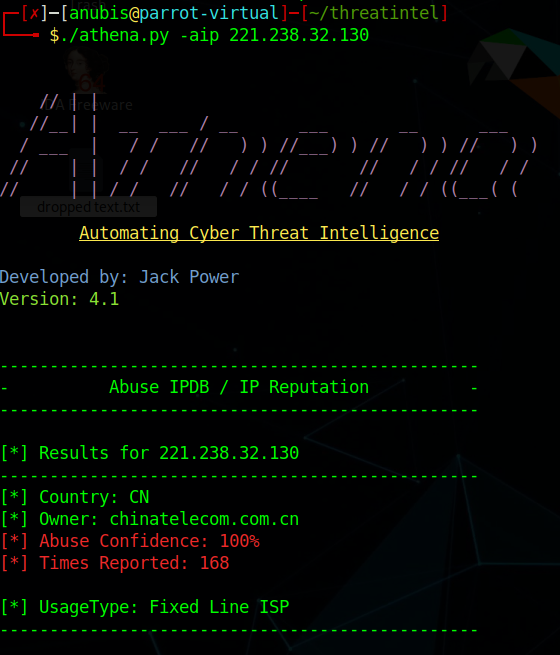 ┌─[✗]─[anubis@parrot-virtual]─[~/threatintel]
└──╼ $./athena.py -aip 221.238.32.130
Athena
Freeware
dropped text.txt
Automating Cyber Threat Intelligence
Developed by: Jack Power
Version: 4.1
------------------------------------------------
-          Abuse IPDB / IP Reputation          -
------------------------------------------------
[*] Results for 221.238.32.130
------------------------------------------------
[*] Country: CN
[*] Owner: chinatelecom.com.cn
[*] Abuse Confidence: 100%
[*] Times Reported: 168
[*] UsageType: Fixed Line ISP
------------------------------------------------